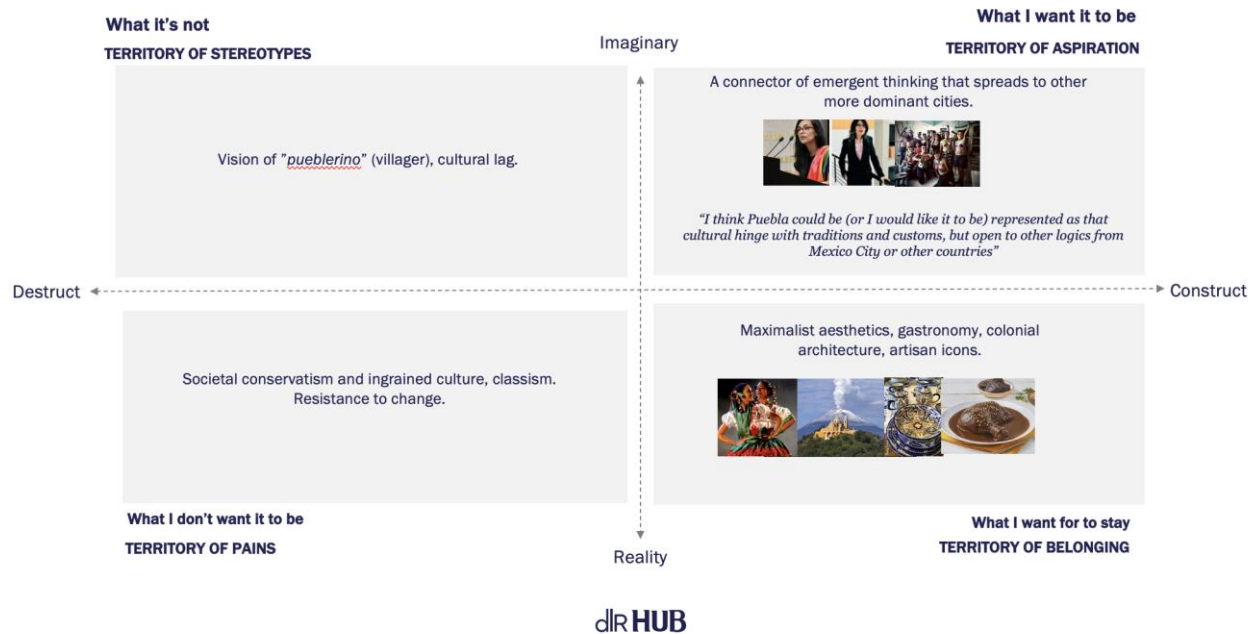 What it's not
TERRITORY OF STEREOTYPES
Imaginary
What I want it to be
TERRITORY OF ASPIRATION
Vision of "pueblerino" (villager), cultural lag.
A connector of emergent thinking that spreads to other
more dominant cities.
"I think Puebla could be (or I would like it to be) represented as that
cultural hinge with traditions and customs, but open to other logics from
Mexico City or other countries"
Destruct
Construct
Societal conservatism and ingrained culture, classism.
Resistance to change.
Maximalist aesthetics, gastronomy, colonial
architecture, artisan icons.
What I don't want it to be
TERRITORY OF PAINS
Reality
What I want for to stay
TERRITORY OF BELONGING
dlR HUB